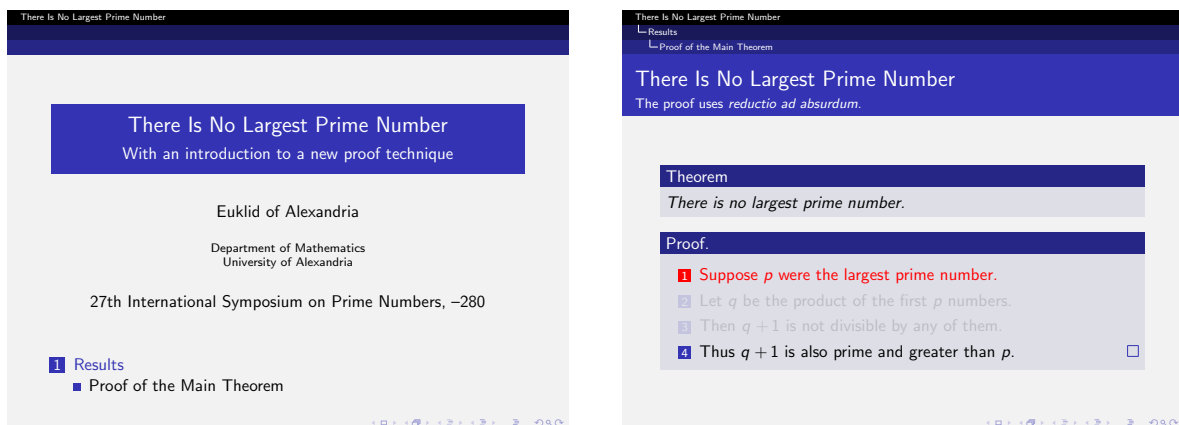 There Is No Largest Prime Number
There Is No Largest Prime Number
With an introduction to a new proof technique
Euklid of Alexandria
Department of Mathematics
University of Alexandria
27th International Symposium on Prime Numbers, –280
1 Results
Proof of the Main Theorem
There Is No Largest Prime Number
Results
Proof of the Main Theorem
There Is No Largest Prime Number
The proof uses reductio ad absurdum.
Theorem
There is no largest prime number.
Proof.
1 Suppose p were the largest prime number.
2 Let q be the product of the first p numbers.
3 Then q + 1 is not divisible by any of them.
4 Thus q + 1 is also prime and greater than p.